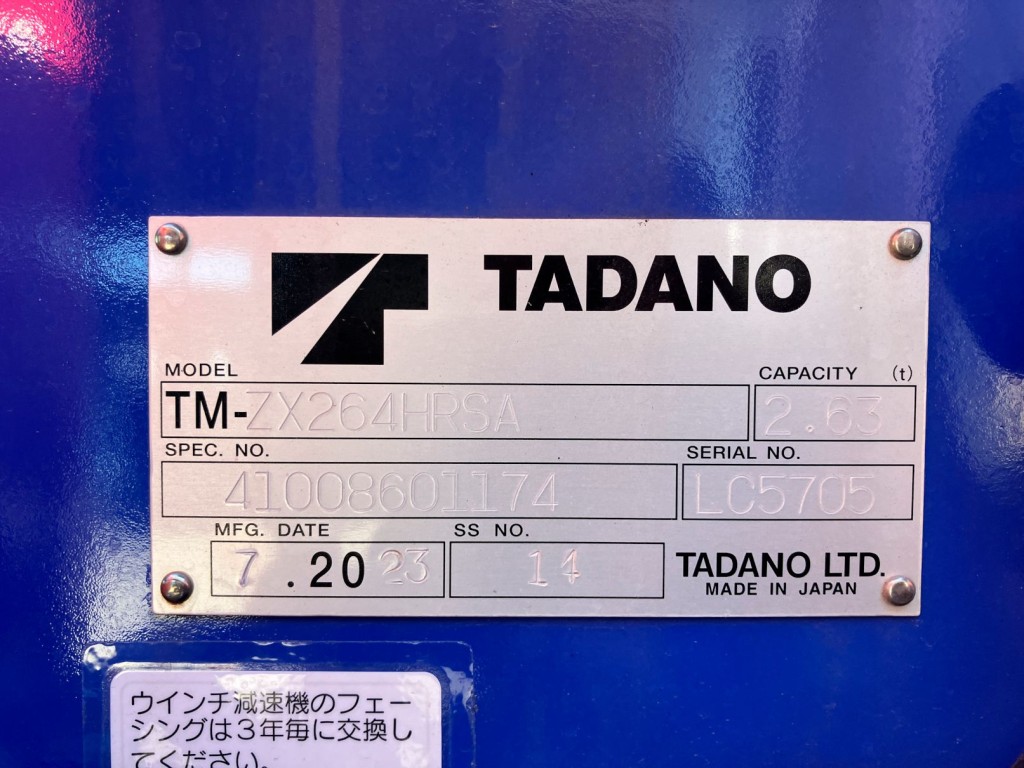 TADANO
MODEL CAPACITY (t)
TM-ZX264HRSA 2.63
SPEC. NO. SERIAL NO.
41008601174 LC5705
MFG. DATE SS NO.
7 .2023 14 TADANO LTD.
MADE IN JAPAN
ウインチ減速機のフェー
シングは3年毎に交換し
てください。